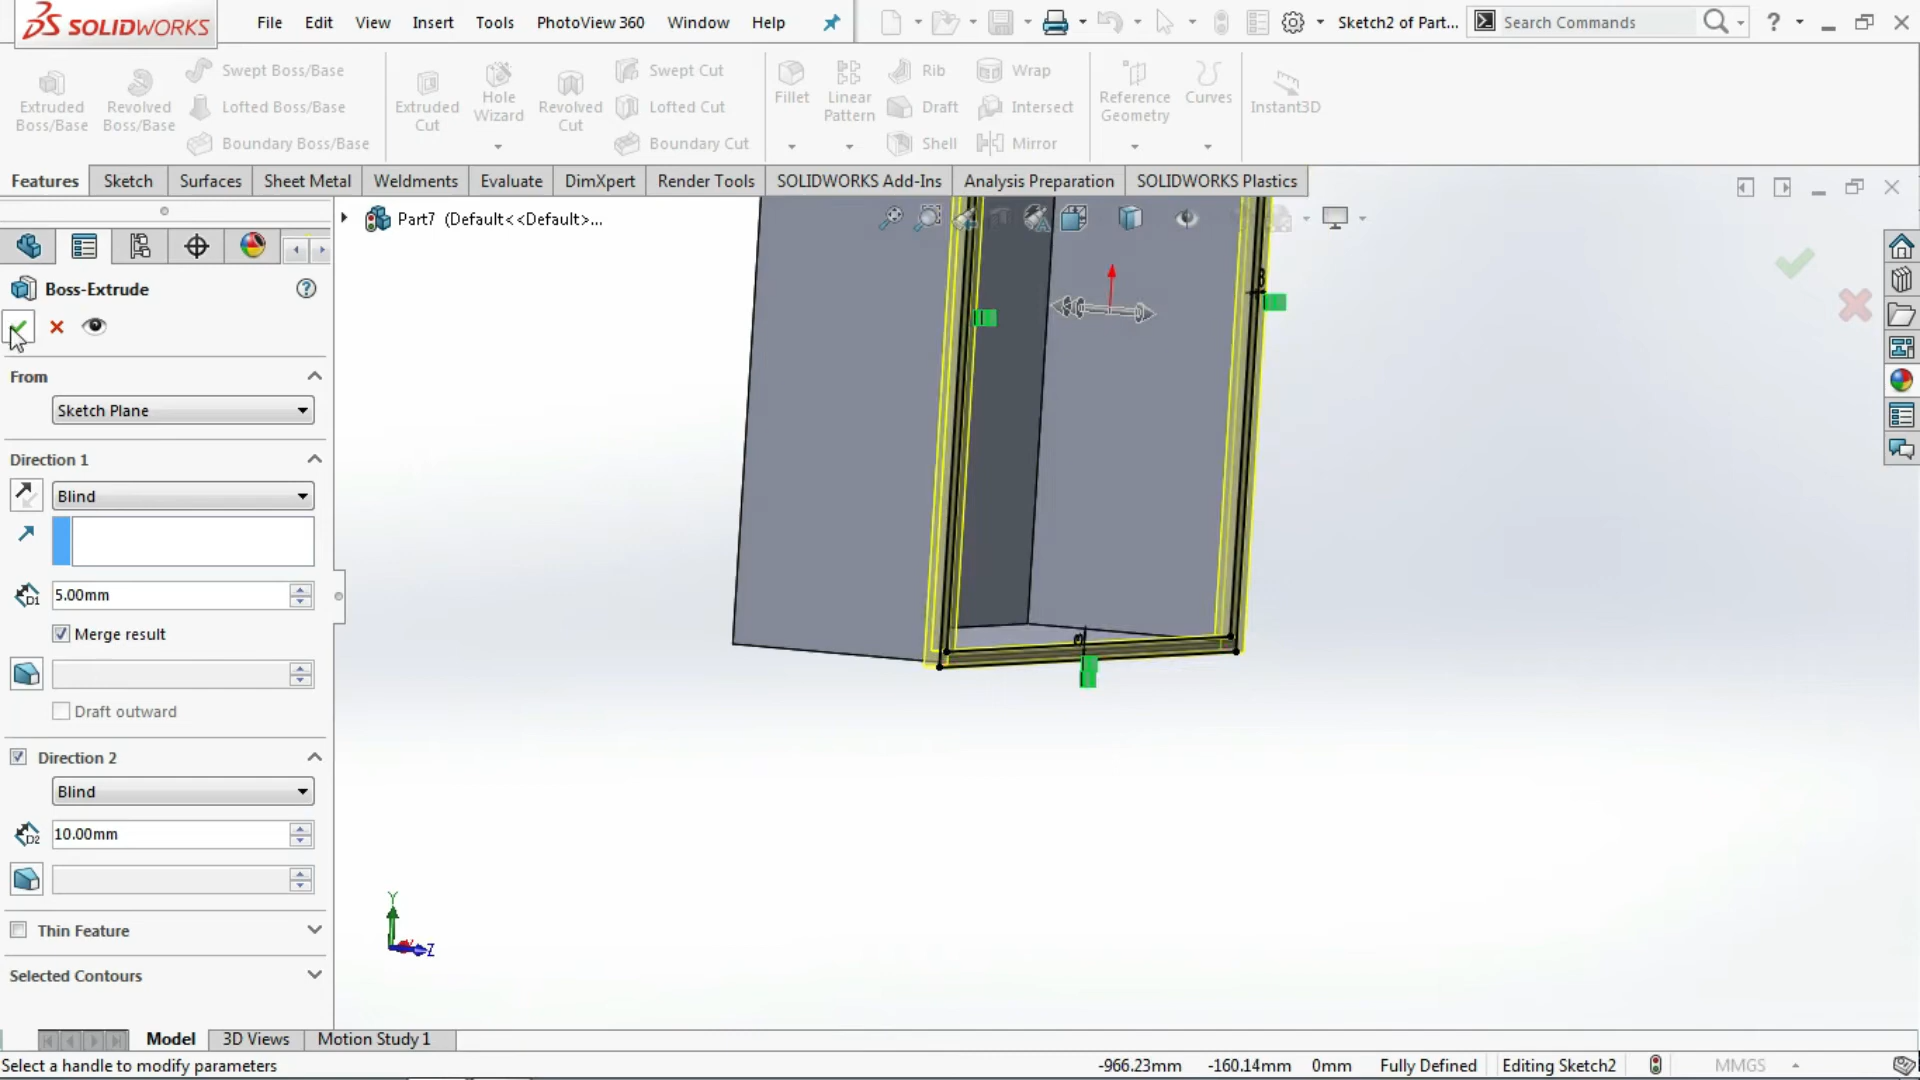 SOLIDWORKS
File Edit View Insert Tools PhotoView 360 Window Help
Sketch2 of Part...
Search Commands
Extruded Boss/Base
Revolved Boss/Base
Swept Boss/Base
Lofted Boss/Base
Boundary Boss/Base
Extruded Cut
Hole Wizard
Revolved Cut
Swept Cut
Lofted Cut
Boundary Cut
Fillet
Linear Pattern
Rib
Draft
Shell
Wrap
Intersect
Mirror
Reference Geometry
Curves
Instant3D
Features Sketch Surfaces Sheet Metal Weldments Evaluate DimXpert Render Tools SOLIDWORKS Add-Ins Analysis Preparation SOLIDWORKS Plastics
Part7 (Default<<Default>...
Boss-Extrude
From
Sketch Plane
Direction 1
Blind
D1
5.00mm
Merge result
Draft outward
Direction 2
Blind
D2
10.00mm
Thin Feature
Selected Contours
3
Y
Z
Model 3D Views Motion Study 1
Select a handle to modify parameters
-966.23mm -160.14mm 0mm Fully Defined Editing Sketch2 MMGS